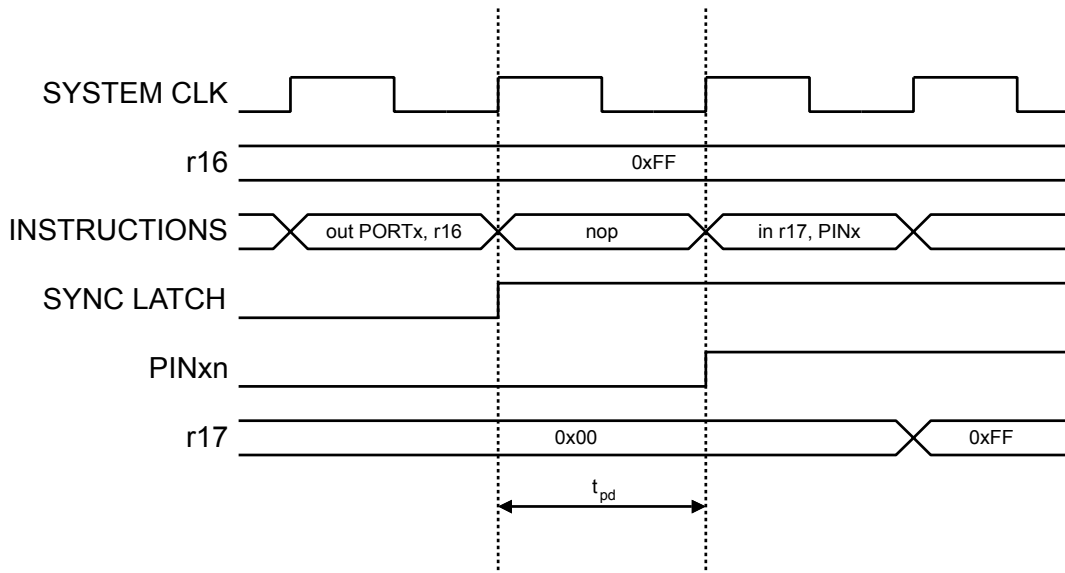 SYSTEM CLK
r16
0xFF
INSTRUCTIONS
out PORTx, r16
nop
in r17, PINx
SYNC LATCH
PINxn
r17
0x00
0xFF
tpd